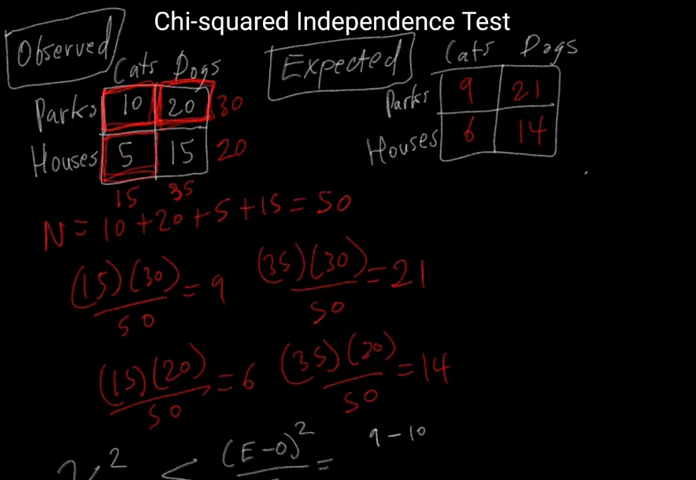 Chi-squared Independence Test
Observed
Cats Dogs
Parks 10 20 30
Houses 5 15 20
15 35
Expected
Cats Dogs
Parks 9 21
Houses 6 14
N = 10 + 20 + 5 + 15 = 50
(15)(30)/50 = 9 (35)(30)/50 = 21
(15)(20)/50 = 6 (35)(20)/50 = 14
(E-O)² = 9-10